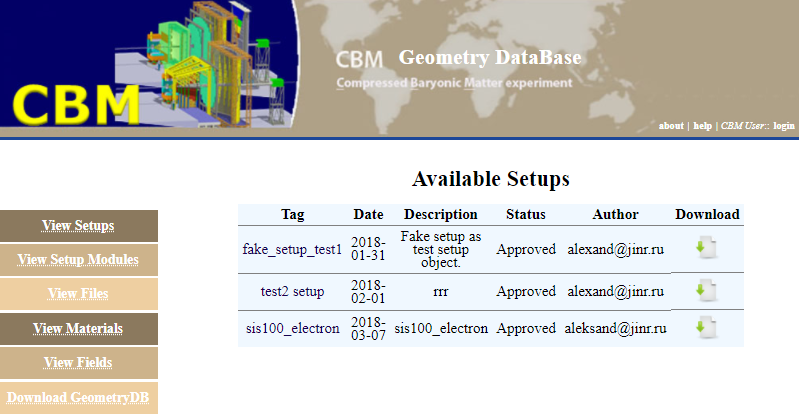 CBM
CBM Geometry DataBase
Compressed Baryonic Matter experiment
about | help | CBM User:: login
View Setups
View Setup Modules
View Files
View Materials
View Fields
Download GeometryDB
Available Setups
Tag Date Description Status Author Download
fake_setup_test1 2018-01-31 Fake setup as test setup object. Approved alexand@jinr.ru
test2 setup 2018-02-01 rrr Approved alexand@jinr.ru
sis100_electron 2018-03-07 sis100_electron Approved aleksand@jinr.ru